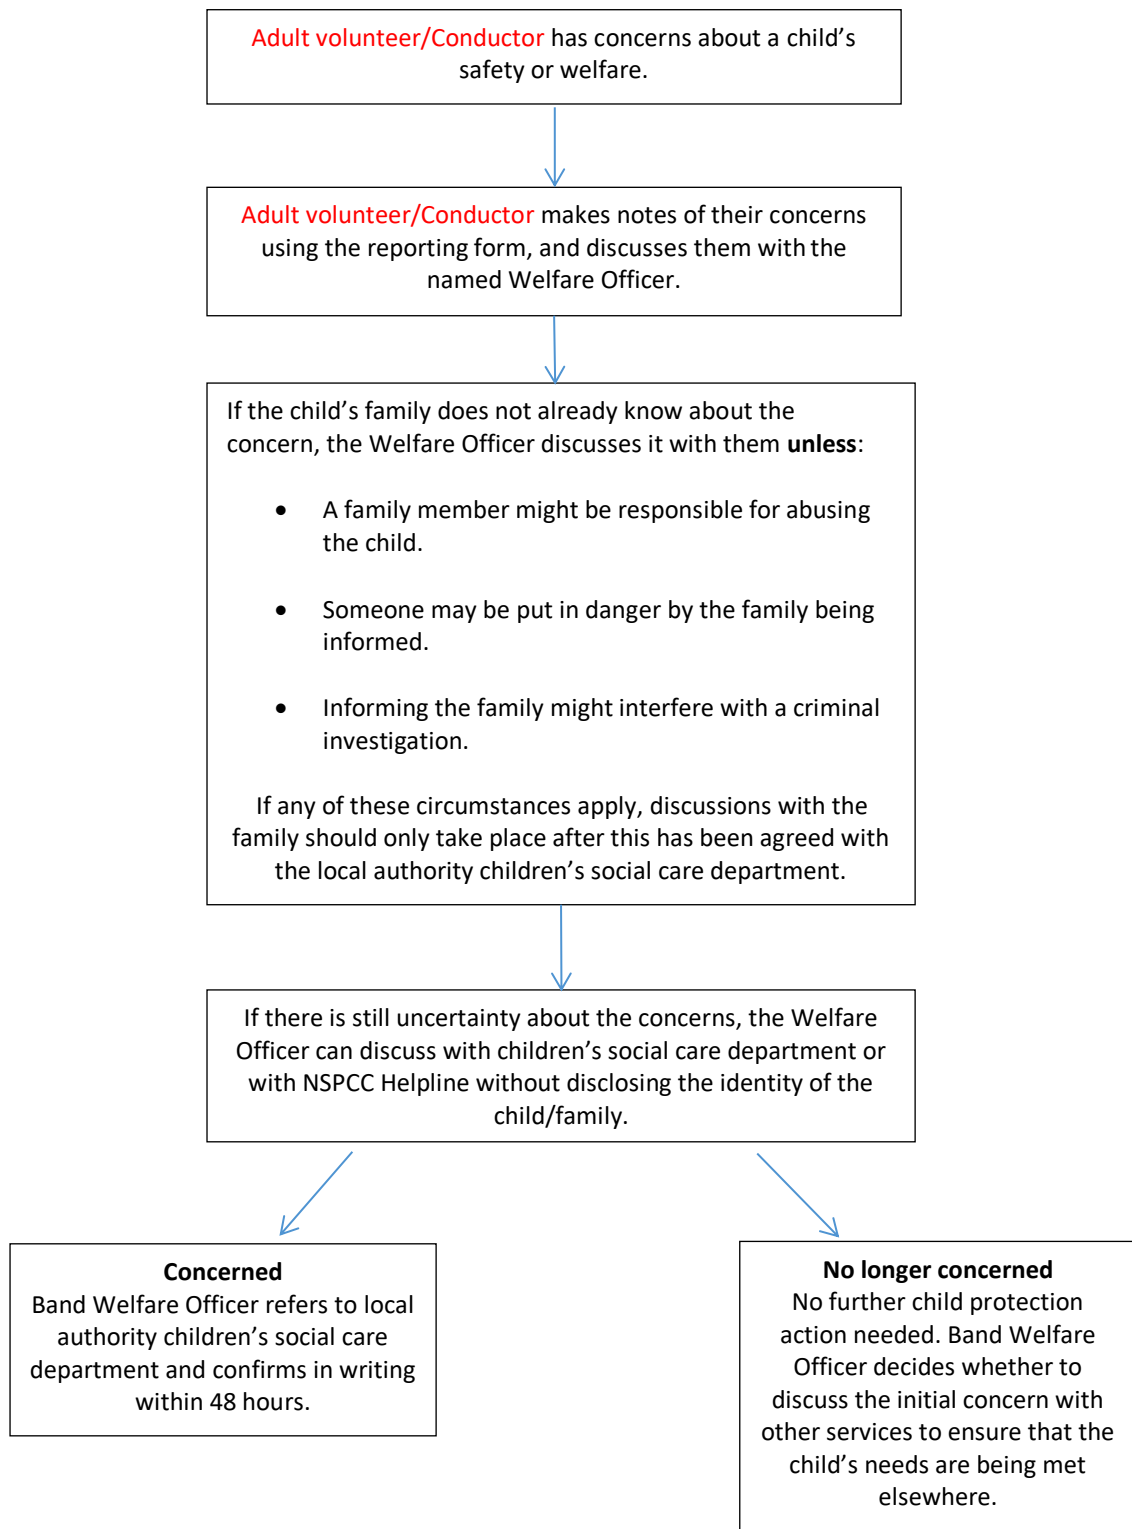 Adult volunteer/Conductor has concerns about a child’s
safety or welfare.
Adult volunteer/Conductor makes notes of their concerns
using the reporting form, and discusses them with the
named Welfare Officer.
If the child’s family does not already know about the
concern, the Welfare Officer discusses it with them unless:
• A family member might be responsible for abusing
the child.
• Someone may be put in danger by the family being
informed.
• Informing the family might interfere with a criminal
investigation.
If any of these circumstances apply, discussions with the
family should only take place after this has been agreed with
the local authority children’s social care department.
If there is still uncertainty about the concerns, the Welfare
Officer can discuss with children’s social care department or
with NSPCC Helpline without disclosing the identity of the
child/family.
Concerned
Band Welfare Officer refers to local
authority children’s social care
department and confirms in writing
within 48 hours.
No longer concerned
No further child protection
action needed. Band Welfare
Officer decides whether to
discuss the initial concern with
other services to ensure that the
child’s needs are being met
elsewhere.